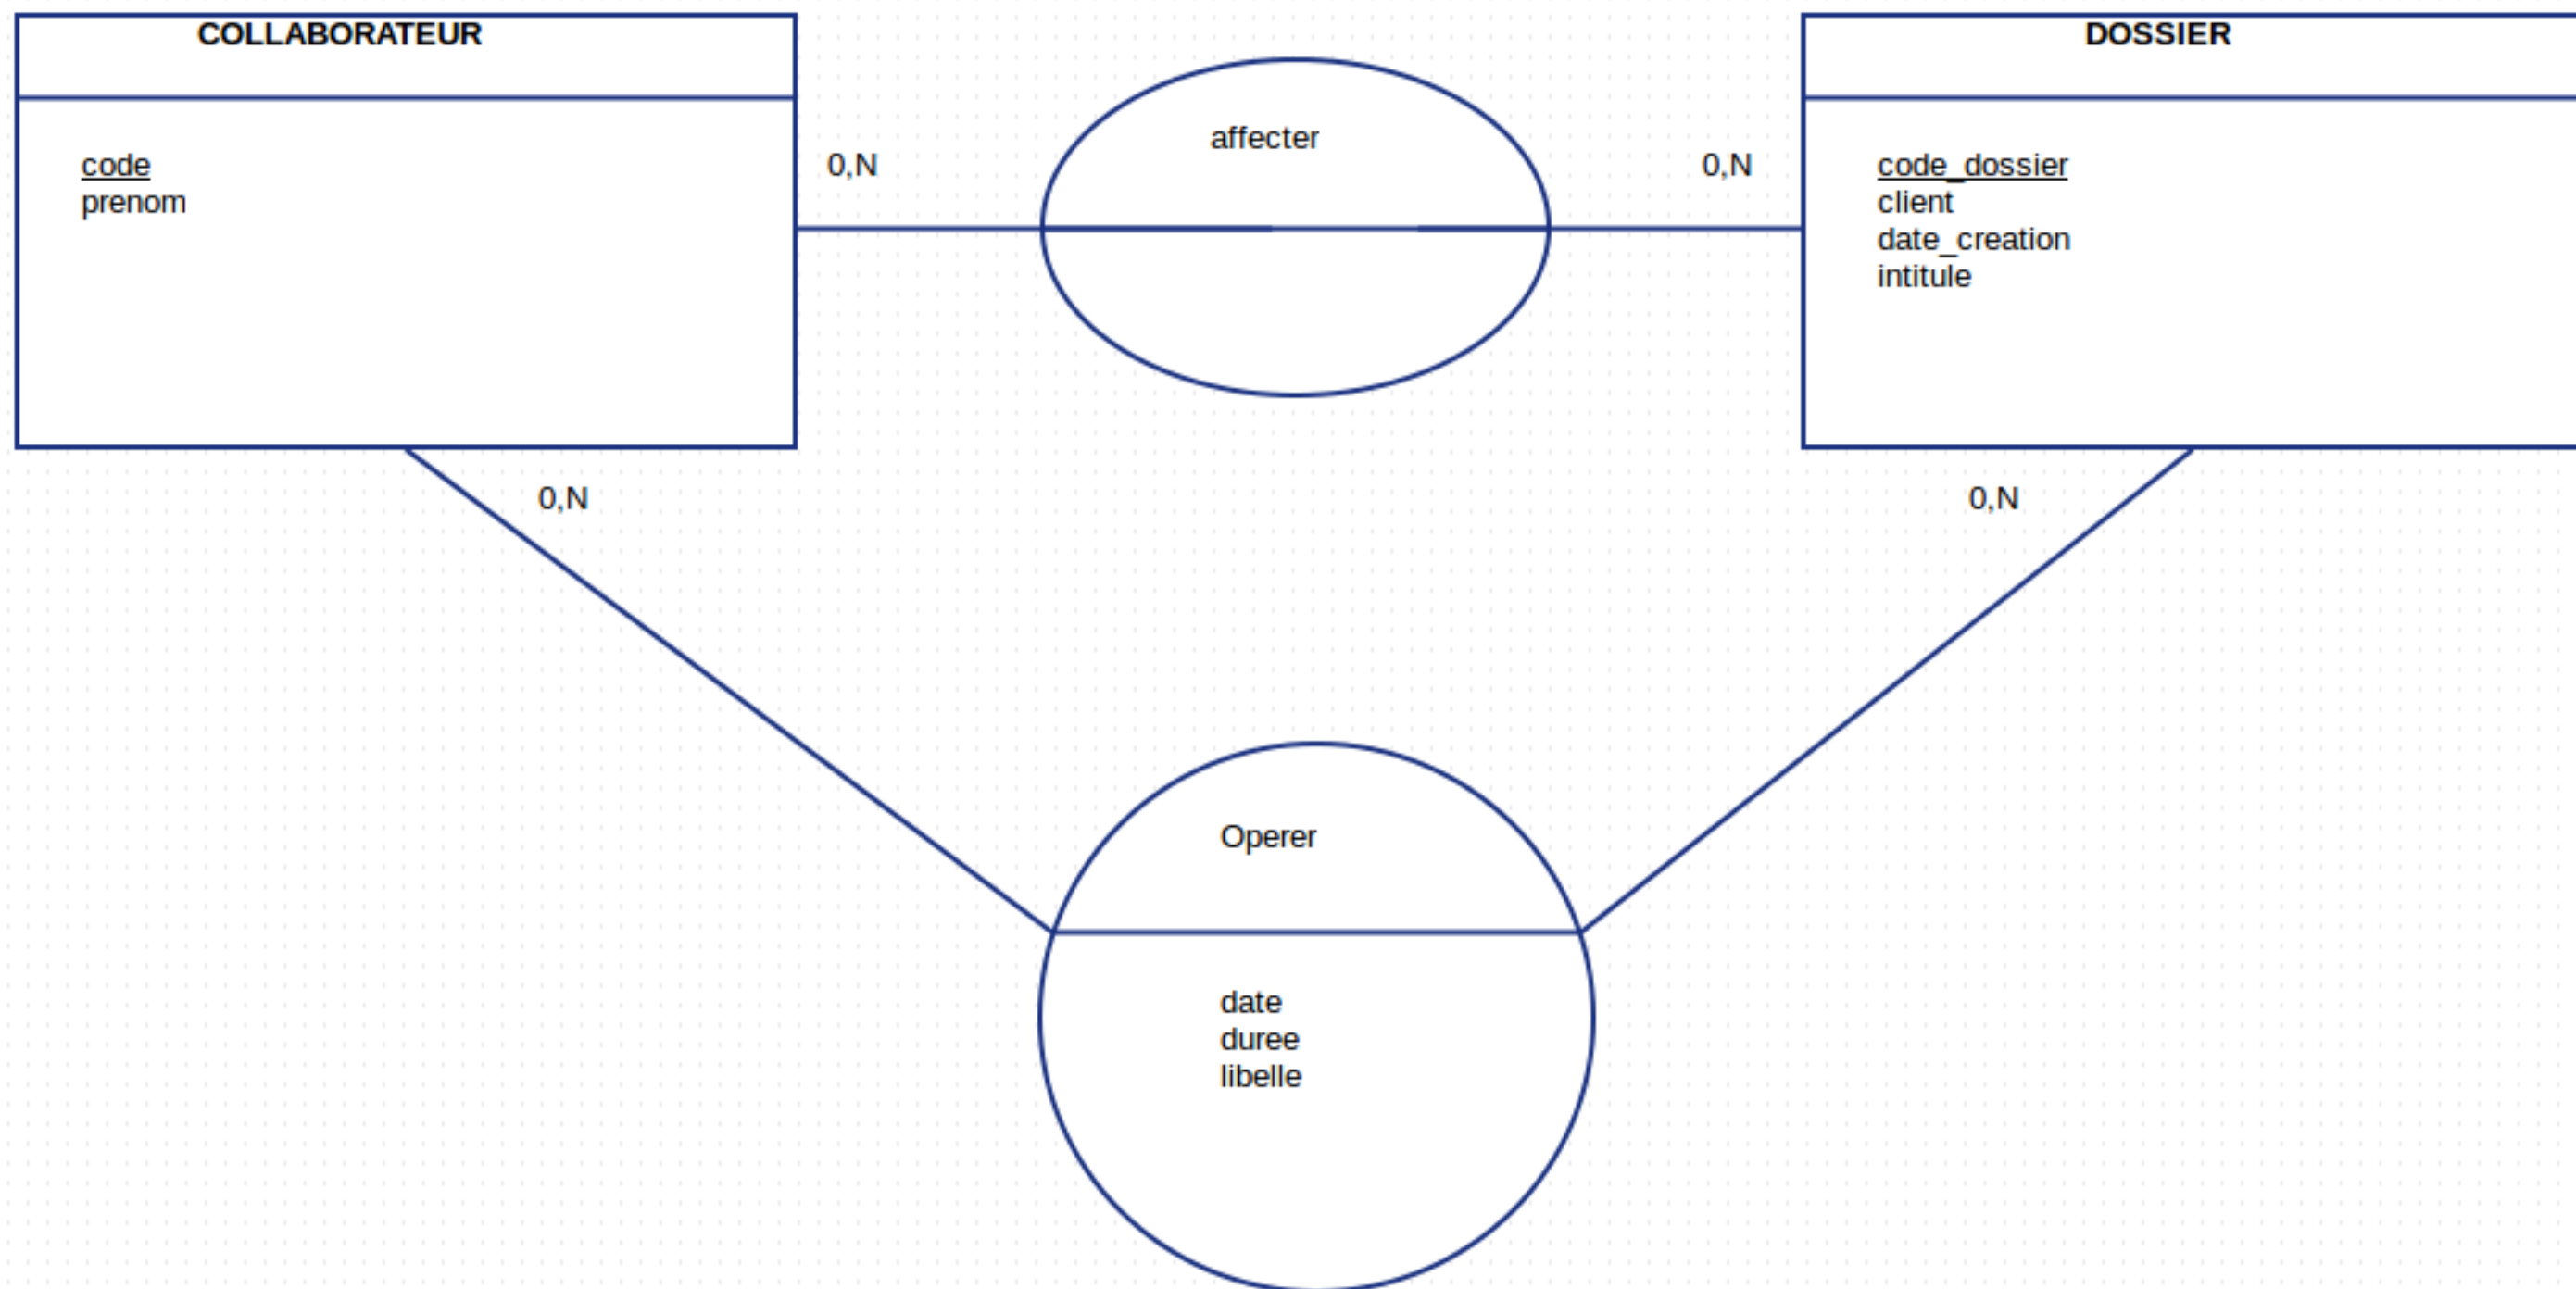 COLLABORATEUR
code
prenom
0,N
affecter
0,N
DOSSIER
code_dossier
client
date_creation
intitule
0,N
0,N
Operer
date
duree
libelle